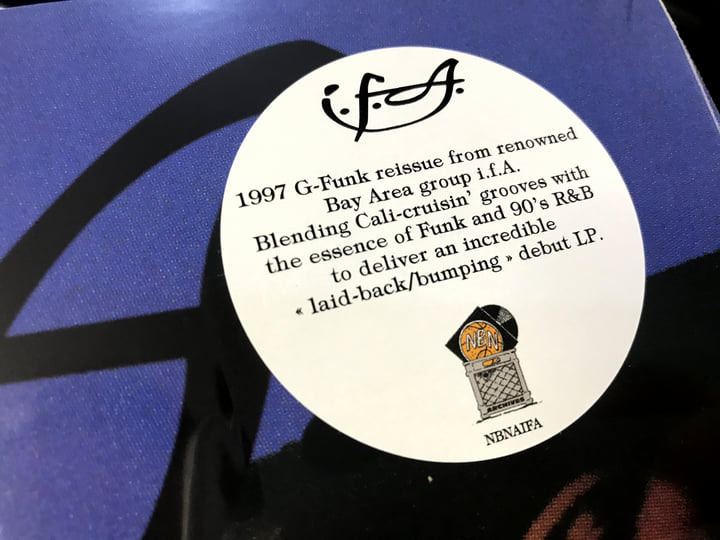 i.f.A.
1997 G-Funk reissue from renowned
Bay Area group i.f.A.
Blending Cali-cruisin' grooves with
the essence of Funk and 90's R&B
to deliver an incredible
« laid-back/bumping » debut LP.
NBN
ARCHIVES
NBNAIFA